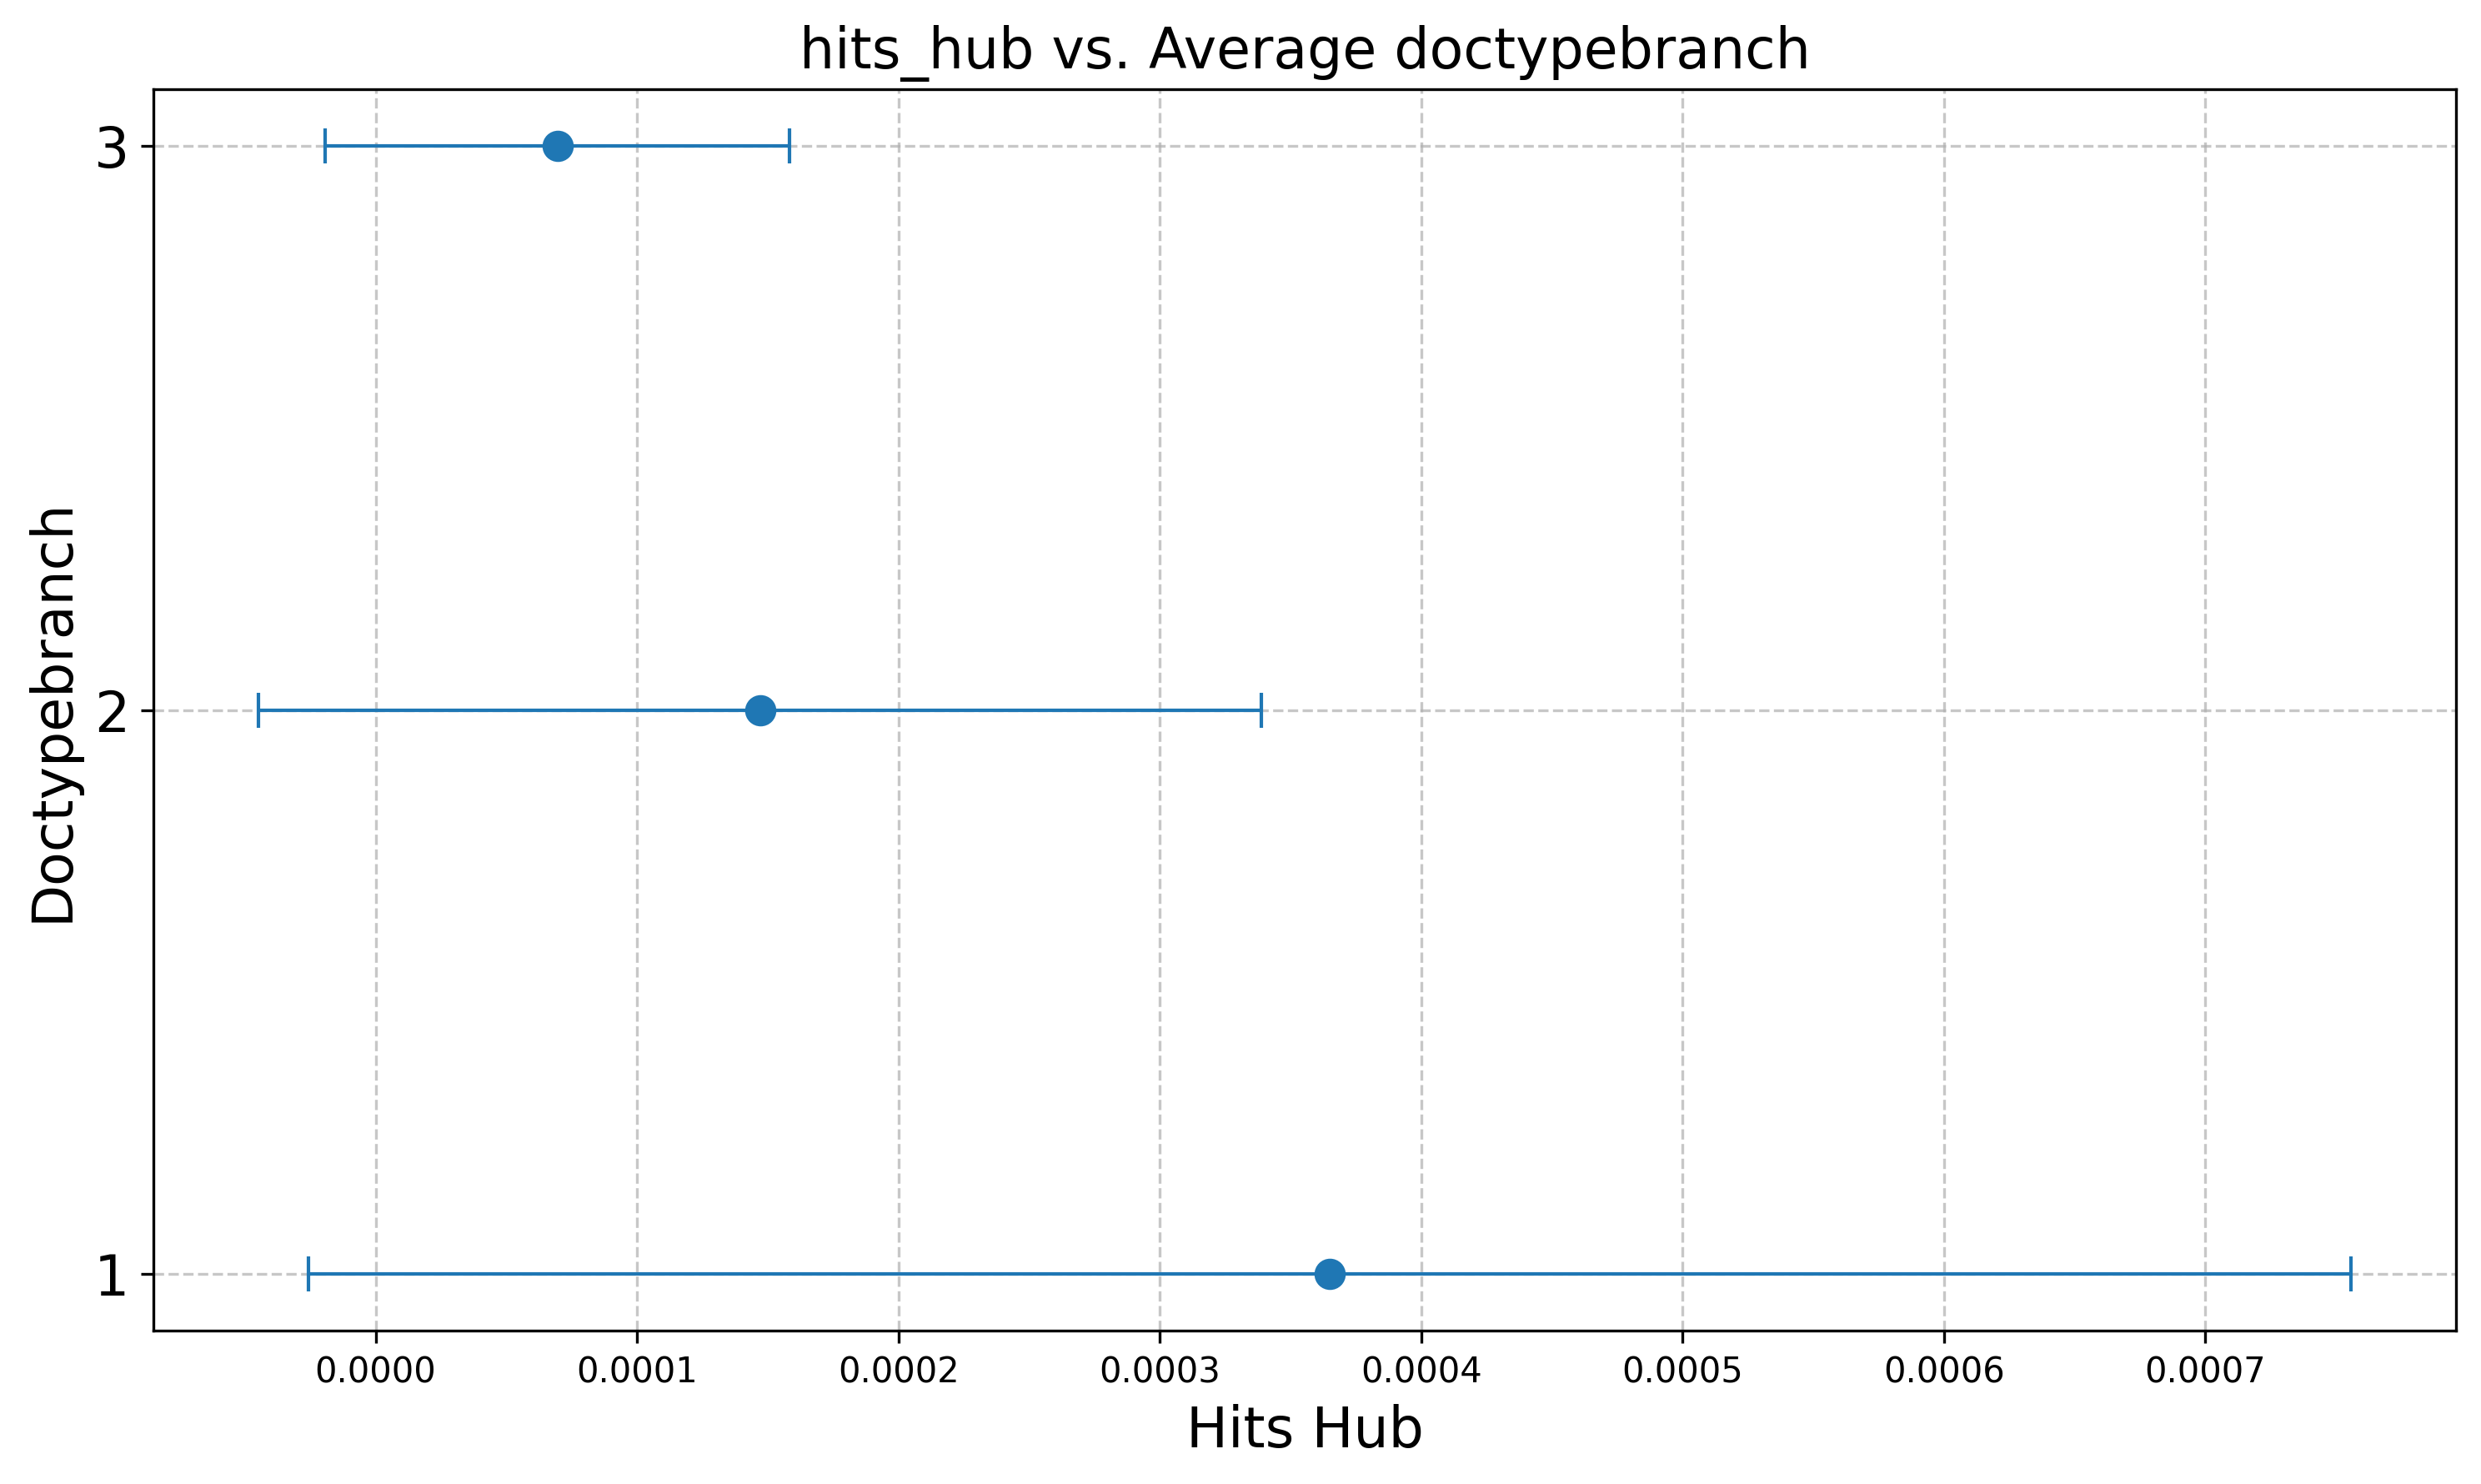 hits_hub vs. Average doctypebranch
Doctypebranch
3
2
1
0.0000 0.0001 0.0002 0.0003 0.0004 0.0005 0.0006 0.0007
Hits Hub